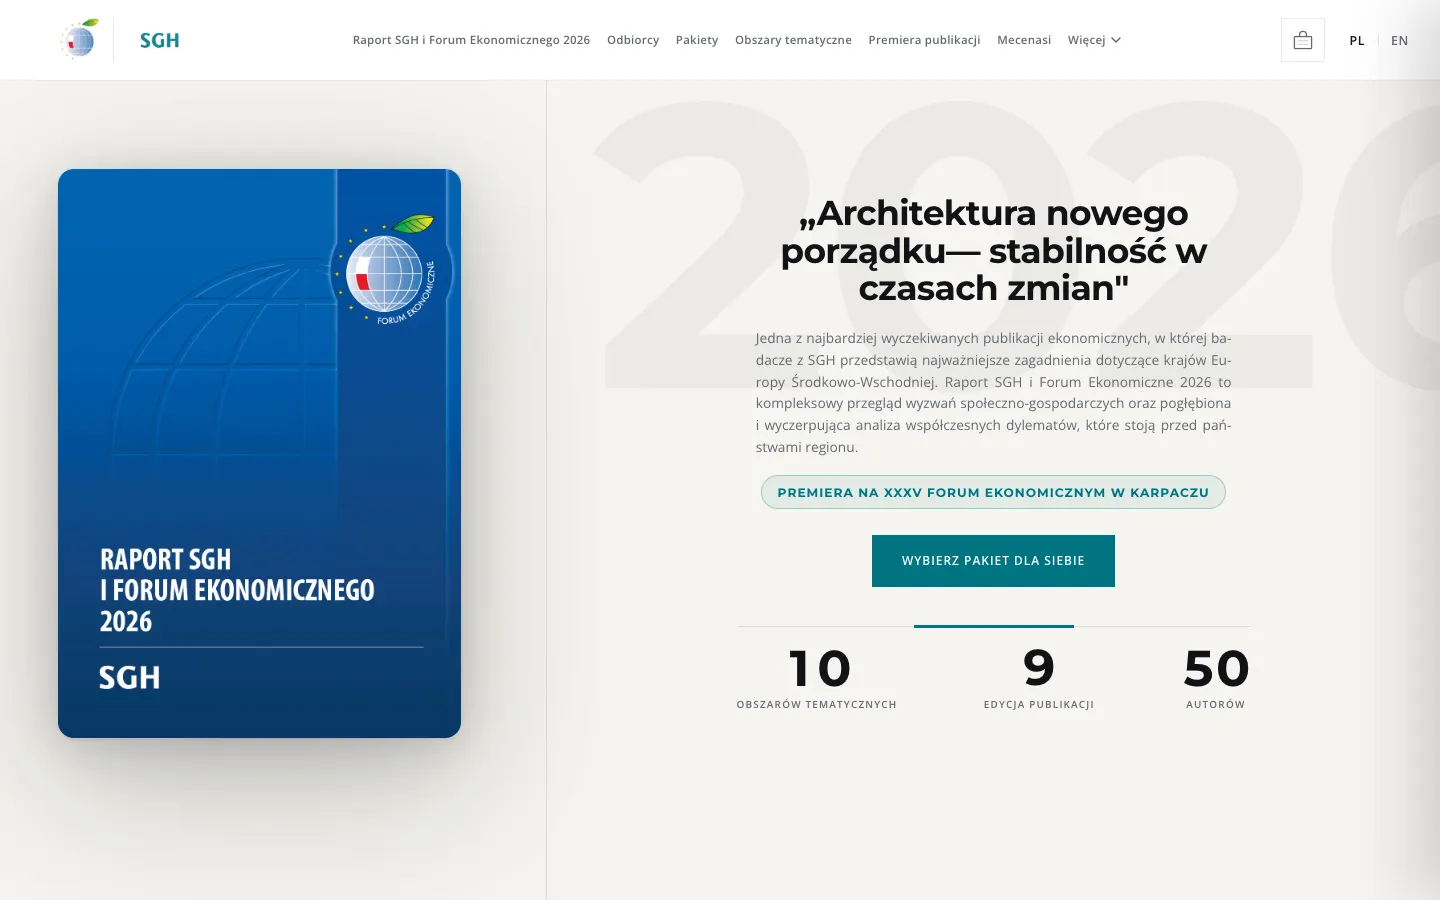 SGH
Raport SGH i Forum Ekonomicznego 2026
Odbiorcy
Pakiety
Obszary tematyczne
Premiera publikacji
Mecenasi
Więcej
PL
EN
2026
FORUM EKONOMICZNE
RAPORT SGH
I FORUM EKONOMICZNEGO
2026
SGH
„Architektura nowego
porządku— stabilność w
czasach zmian"
Jedna z najbardziej wyczekiwanych publikacji ekonomicznych, w której ba-
dacze z SGH przedstawią najważniejsze zagadnienia dotyczące krajów Eu-
ropy Środkowo-Wschodniej. Raport SGH i Forum Ekonomiczne 2026 to
kompleksowy przegląd wyzwań społeczno-gospodarczych oraz pogłębiona
i wyczerpująca analiza współczesnych dylematów, które stoją przed pań-
stwami regionu.
PREMIERA NA XXXV FORUM EKONOMICZNYM W KARPACZU
WYBIERZ PAKIET DLA SIEBIE
10
OBSZARÓW TEMATYCZNYCH
9
EDYCJA PUBLIKACJI
50
AUTORÓW